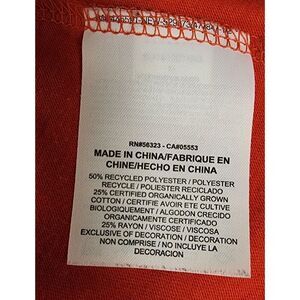 RN#56323 - CA#05553
MADE IN CHINA/FABRIQUE EN
CHINE/HECHO EN CHINA
50% RECYCLED POLYESTER / POLYESTER
RECYCLE / POLIESTER RECICLADO
25% CERTIFIED ORGANICALLY GROWN
COTTON / CERTIFIE AVOIR ETE CULTIVE
BIOLOGIQUEMENT / ALGODON CRECIDO
ORGANICAMENTE CERTIFICADO
25% RAYON / VISCOSE / VISCOSA
EXCLUSIVE OF DECORATION / DECORATION
NON COMPRISE / NO INCLUYE LA
DECORACION